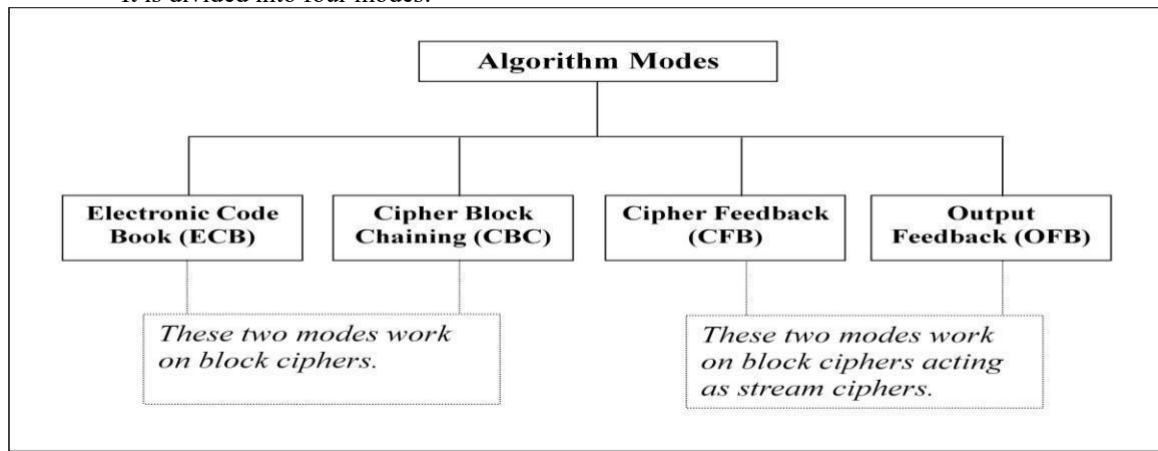 It is divided into four modes:
Algorithm Modes
Electronic Code
Book (ECB)
Cipher Block
Chaining (CBC)
Cipher Feedback
(CFB)
Output
Feedback (OFB)
These two modes work
on block ciphers.
These two modes work
on block ciphers acting
as stream ciphers.